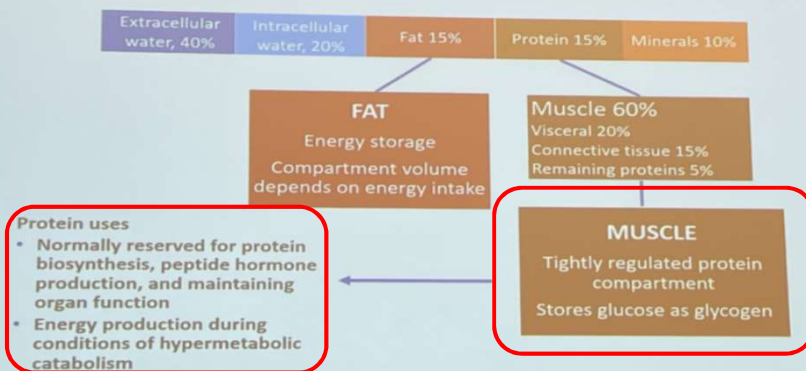 Extracellular
water, 40%
Intracellular
water, 20%
Fat 15%
Protein 15%
Minerals 10%
FAT
Energy storage
Compartment volume
depends on energy intake
Muscle 60%
Visceral 20%
Connective tissue 15%
Remaining proteins 5%
Protein uses
• Normally reserved for protein
biosynthesis, peptide hormone
production, and maintaining
organ function
• Energy production during
conditions of hypermetabolic
catabolism
MUSCLE
Tightly regulated protein
compartment
Stores glucose as glycogen